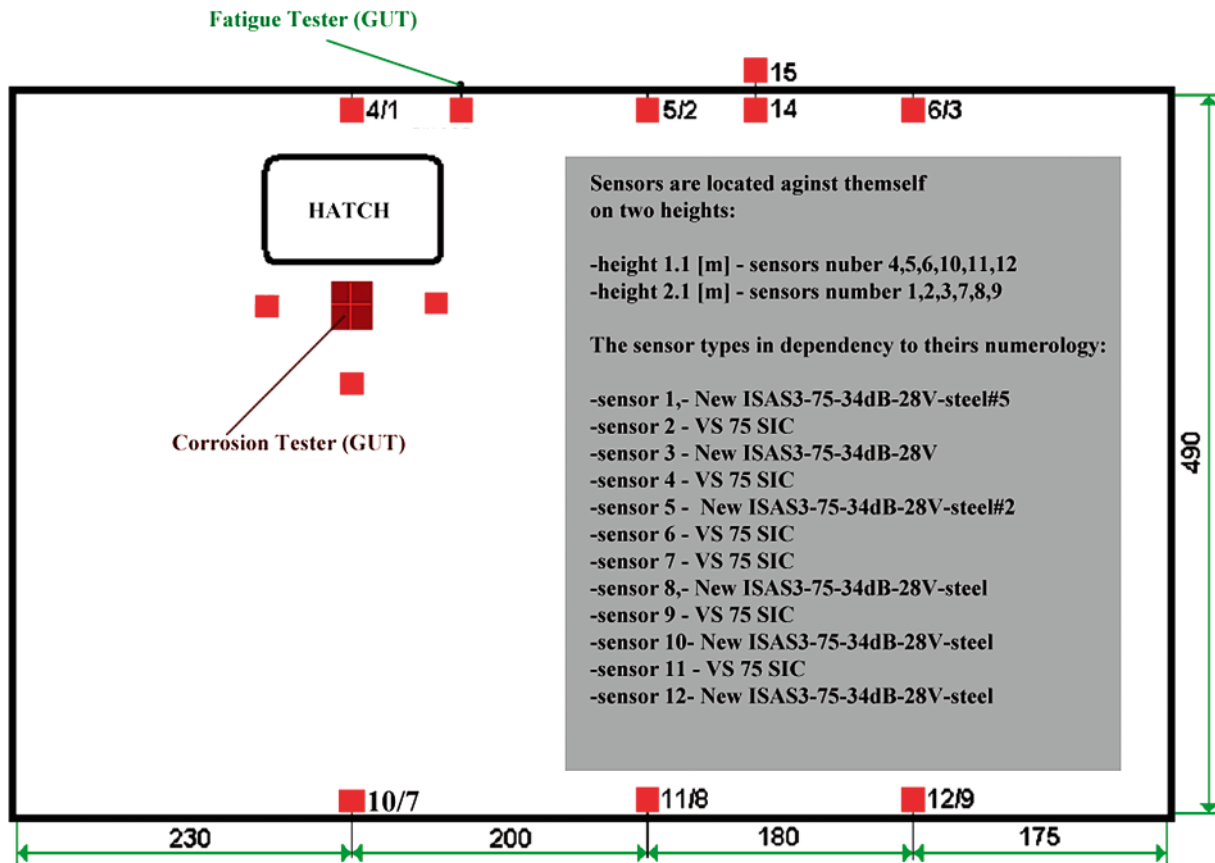 Fatigue Tester (GUT)
15
4/1
5/2
14
6/3
HATCH
Sensors are located aginst themself
on two heights:
-height 1.1 [m] - sensors nuber 4,5,6,10,11,12
-height 2.1 [m] - sensors number 1,2,3,7,8,9
The sensor types in dependency to theirs numerology:
-sensor 1,- New ISAS3-75-34dB-28V-steel#5
-sensor 2 - VS 75 SIC
-sensor 3 - New ISAS3-75-34dB-28V
-sensor 4 - VS 75 SIC
-sensor 5 -  New ISAS3-75-34dB-28V-steel#2
-sensor 6 - VS 75 SIC
-sensor 7 - VS 75 SIC
-sensor 8,- New ISAS3-75-34dB-28V-steel
-sensor 9 - VS 75 SIC
-sensor 10- New ISAS3-75-34dB-28V-steel
-sensor 11 - VS 75 SIC
-sensor 12- New ISAS3-75-34dB-28V-steel
Corrosion Tester (GUT)
490
10/7
11/8
12/9
230
200
180
175